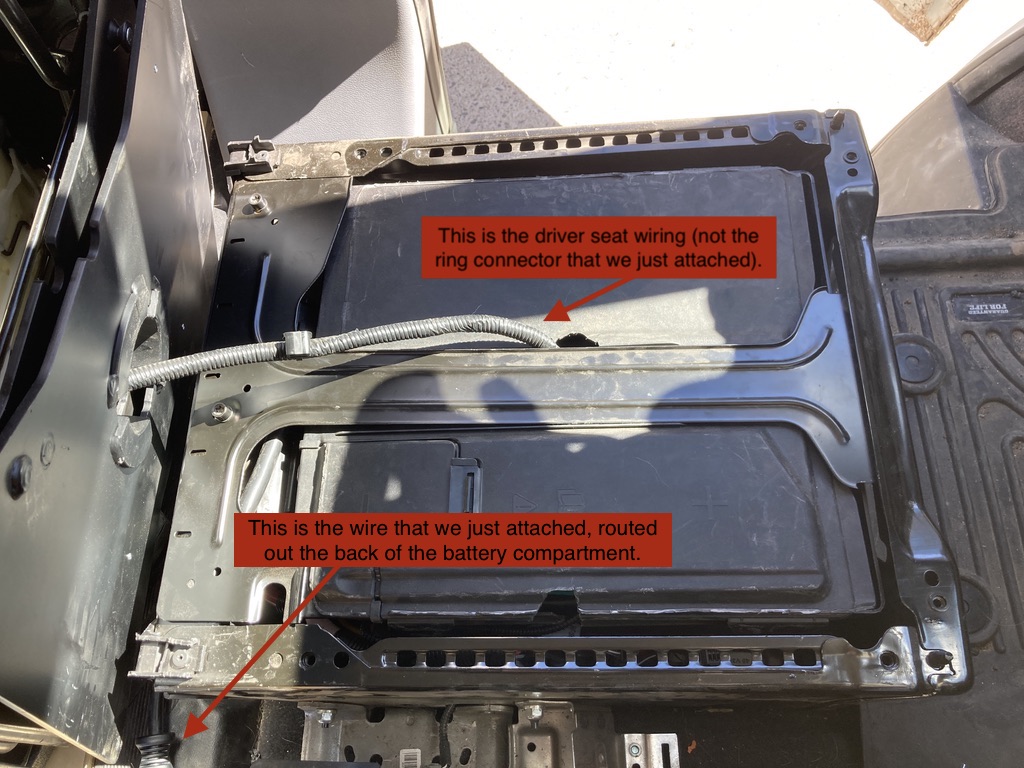 This is the driver seat wiring (not the
ring connector that we just attached).
GUARANTEED
FOR LIFE
This is the wire that we just attached, routed
out the back of the battery compartment.